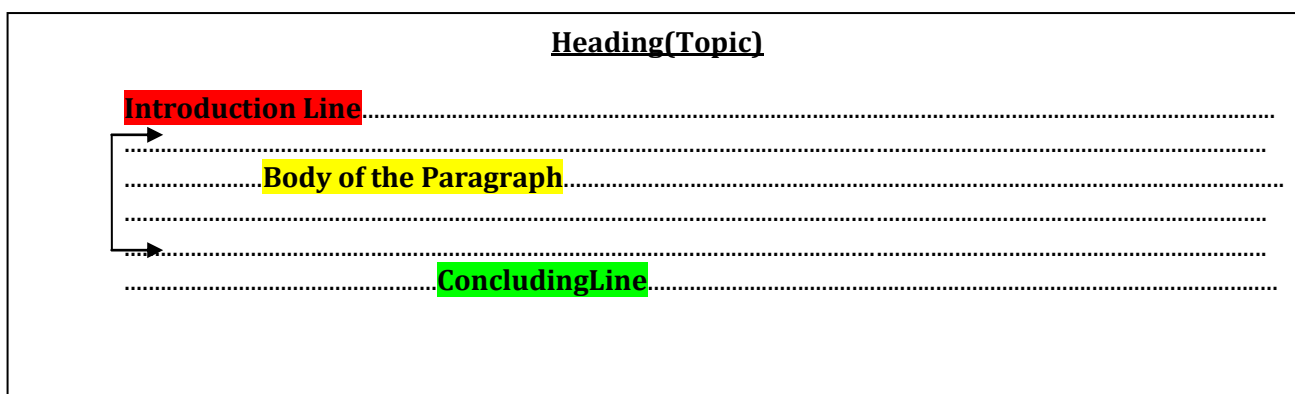 Heading(Topic)
Introduction Line........................................................................................................................
........................................................................................................................
.......................Body of the Paragraph........................................................................................................................
........................................................................................................................
........................................................................................................................
....................................................ConcludingLine.........................................................................................................